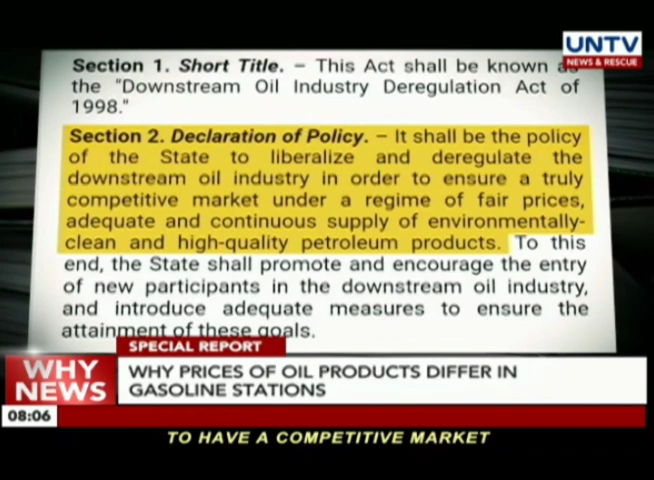 UNTV
NEWS & RESCUE
Section 1. Short Title. – This Act shall be known as
the "Downstream Oil Industry Deregulation Act of
1998."
Section 2. Declaration of Policy. – It shall be the policy
of the State to liberalize and deregulate the
downstream oil industry in order to ensure a truly
competitive market under a regime of fair prices,
adequate and continuous supply of environmentally-
clean and high-quality petroleum products. To this
end, the State shall promote and encourage the entry
of new participants in the downstream oil industry,
and introduce adequate measures to ensure the
attainment of these goals.
SPECIAL REPORT
WHY
NEWS
WHY PRICES OF OIL PRODUCTS DIFFER IN
GASOLINE STATIONS
08:06
TO HAVE A COMPETITIVE MARKET